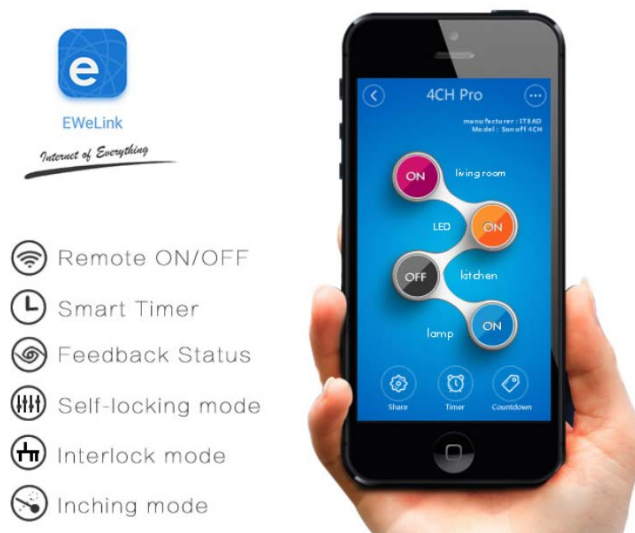 e
EWeLink
Internet of Everything
Remote ON/OFF
Smart Timer
Feedback Status
Self-locking mode
Interlock mode
Inching mode
4CH Pro
manufacturer : ITEAD
Model : Sonoff 4CH
ON
living room
LED
ON
OFF
kitchen
lamp
ON
Share
Timer
Countdown